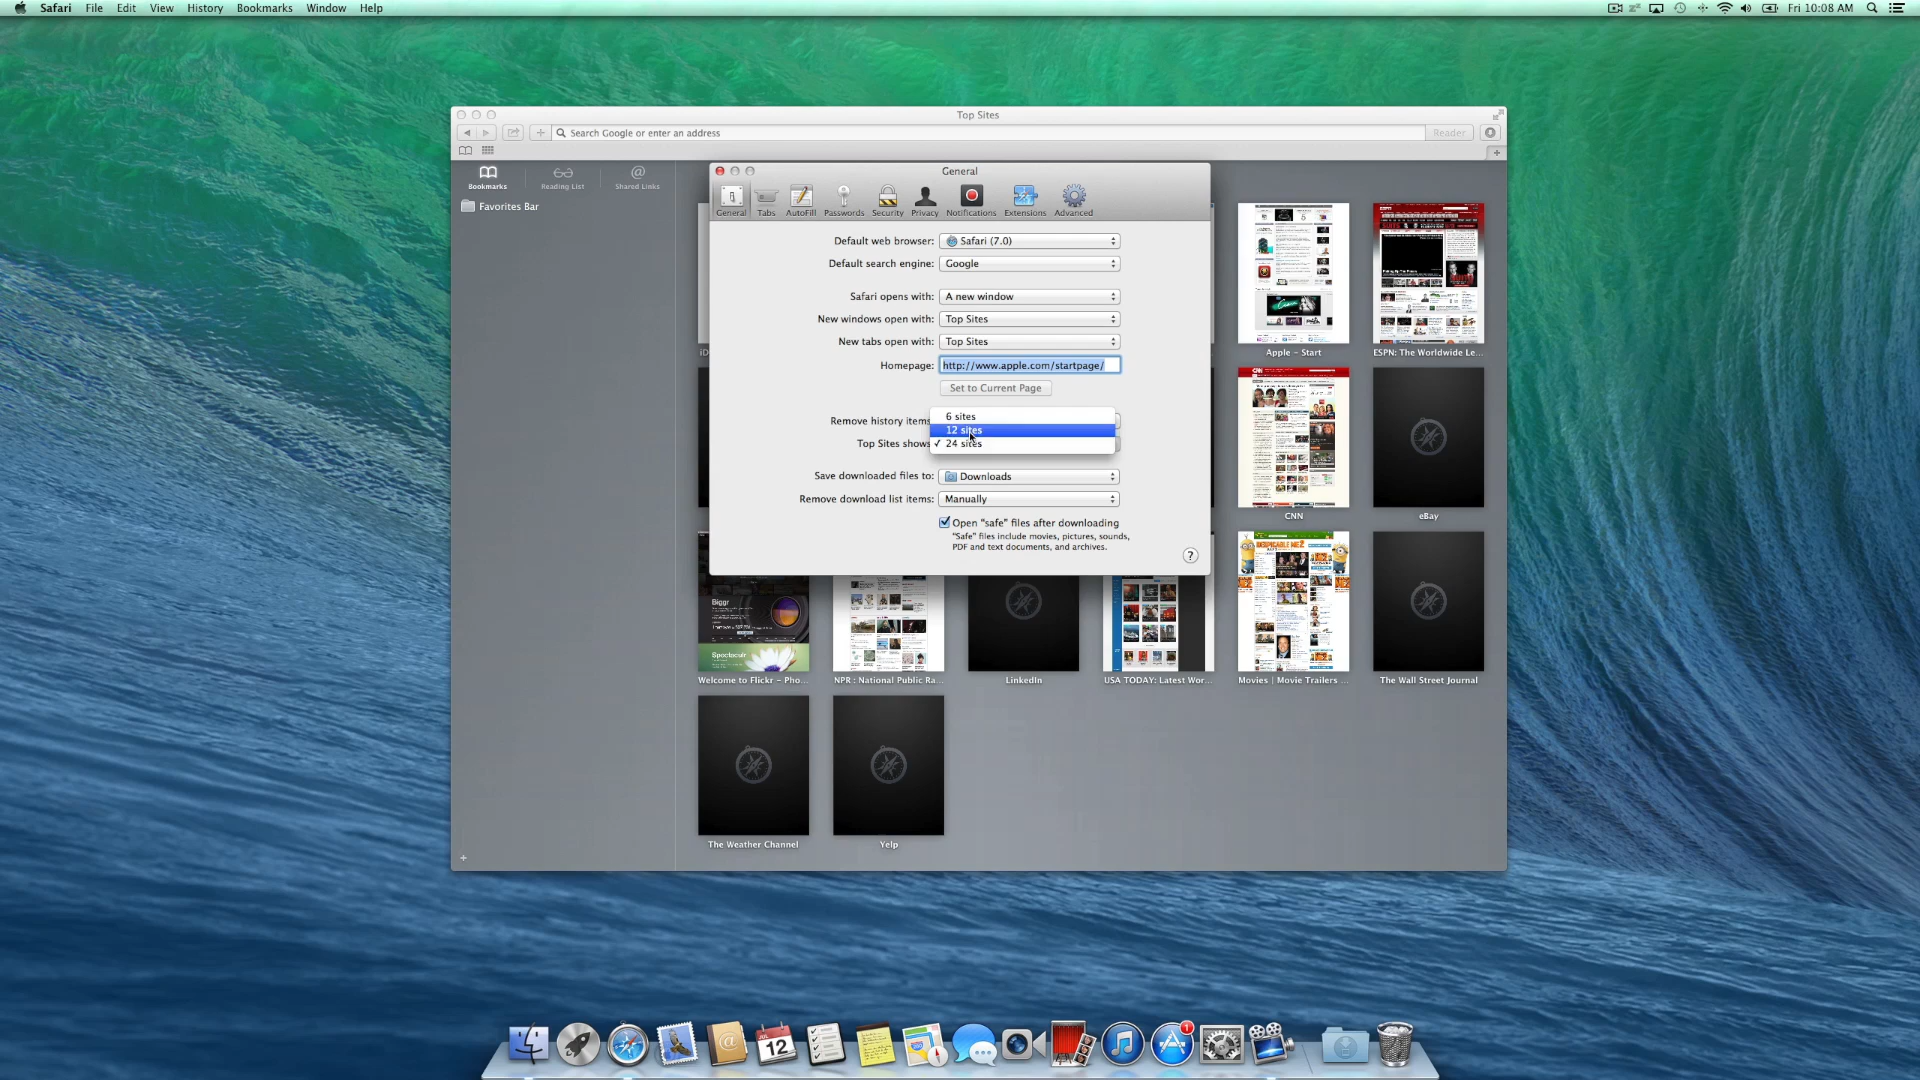 Safari File Edit View History Bookmarks Window Help
Fri 10:08 AM
Top Sites
Search Google or enter an address
Reader
Bookmarks Reading List Shared Links
Favorites Bar
General
General Tabs AutoFill Passwords Security Privacy Notifications Extensions Advanced
Default web browser: Safari (7.0)
Default search engine: Google
Safari opens with: A new window
New windows open with: Top Sites
New tabs open with: Top Sites
Homepage: http://www.apple.com/startpage/
Set to Current Page
Remove history items
6 sites
12 sites
Top Sites shows ✓ 24 sites
Save downloaded files to: Downloads
Remove download list items: Manually
Open "safe" files after downloading
"Safe" files include movies, pictures, sounds,
PDF and text documents, and archives.
?
Apple – Start
ESPN: The Worldwide Le...
CNN
eBay
Biggr
Spectaculr
Welcome to Flickr – Pho...
NPR : National Public Ra...
LinkedIn
USA TODAY: Latest Wor...
Movies | Movie Trailers ...
The Wall Street Journal
The Weather Channel
Yelp
12
1